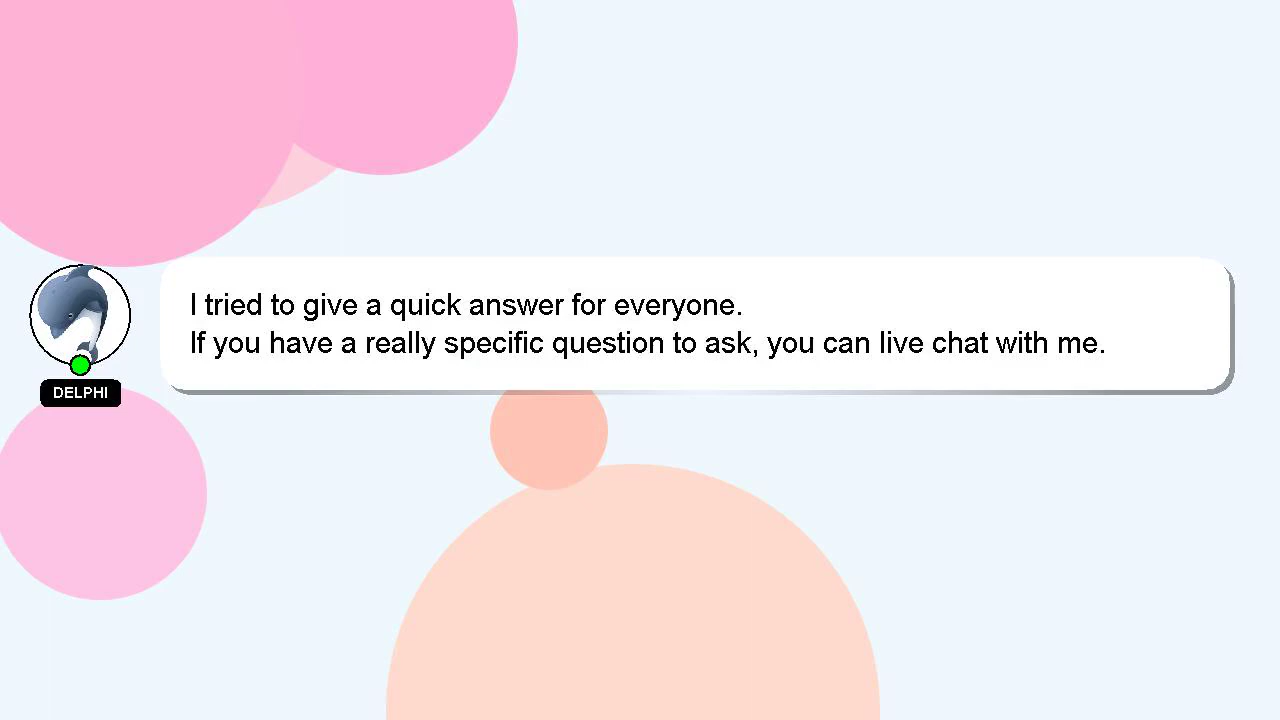 I tried to give a quick answer for everyone.
If you have a really specific question to ask, you can live chat with me.
DELPHI